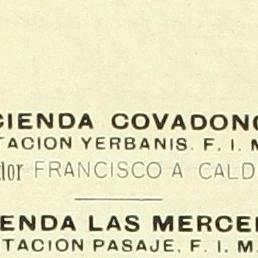 CIENDA COVADONG
TACION YERBANIS. F. I. M
dor FRANCISCO A CALD
ENDA LAS MERCE
TACION PASAJE, F. I. M.